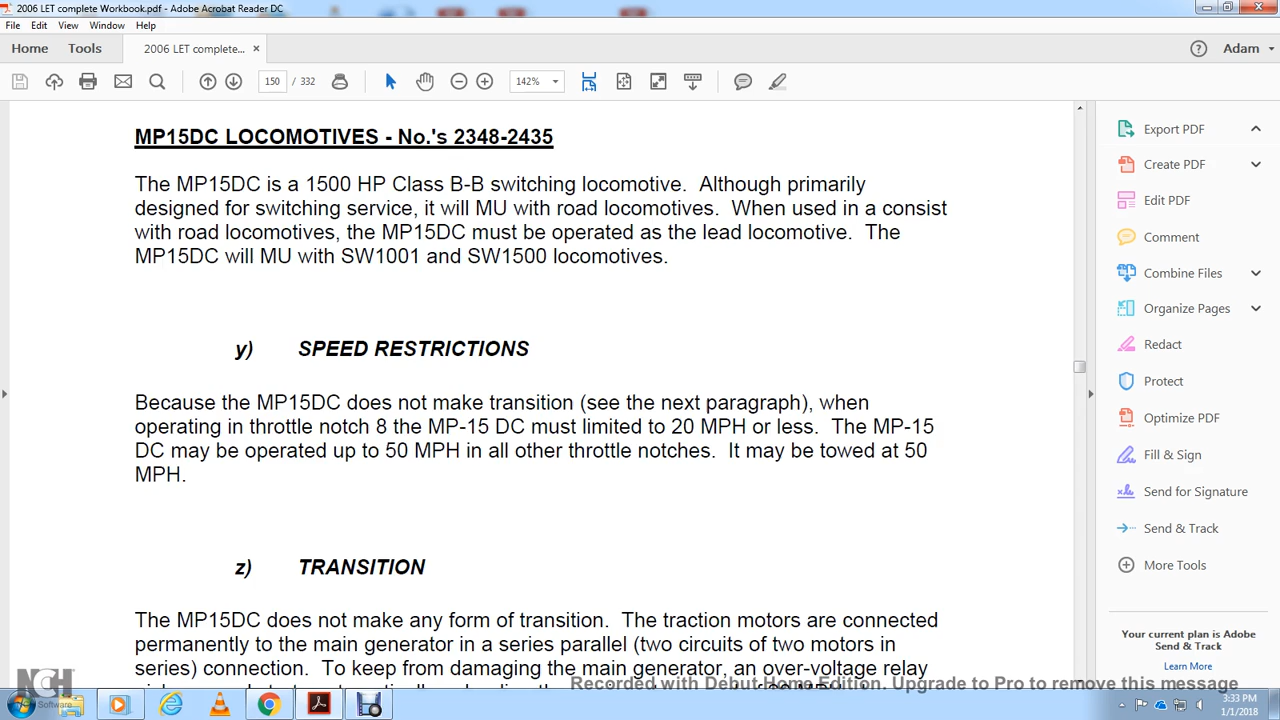 2006 LET complete Workbook.pdf - Adobe Acrobat Reader DC
File Edit View Window Help
Home Tools 2006 LET complete... × Adam
150 / 332 142%
MP15DC LOCOMOTIVES - No.'s 2348-2435
The MP15DC is a 1500 HP Class B-B switching locomotive. Although primarily
designed for switching service, it will MU with road locomotives. When used in a consist
with road locomotives, the MP15DC must be operated as the lead locomotive. The
MP15DC will MU with SW1001 and SW1500 locomotives.
y) SPEED RESTRICTIONS
Because the MP15DC does not make transition (see the next paragraph), when
operating in throttle notch 8 the MP-15 DC must limited to 20 MPH or less. The MP-15
DC may be operated up to 50 MPH in all other throttle notches. It may be towed at 50
MPH.
z) TRANSITION
The MP15DC does not make any form of transition. The traction motors are connected
permanently to the main generator in a series parallel (two circuits of two motors in
series) connection. To keep from damaging the main generator, an over-voltage relay
Export PDF
Create PDF
Edit PDF
Comment
Combine Files
Organize Pages
Redact
Protect
Optimize PDF
Fill & Sign
Send for Signature
Send & Track
More Tools
Your current plan is Adobe
Send & Track
Learn More
NCH Software
Recorded with Debut Home Edition. Upgrade to Pro to remove this message
3:33 PM
1/1/2018